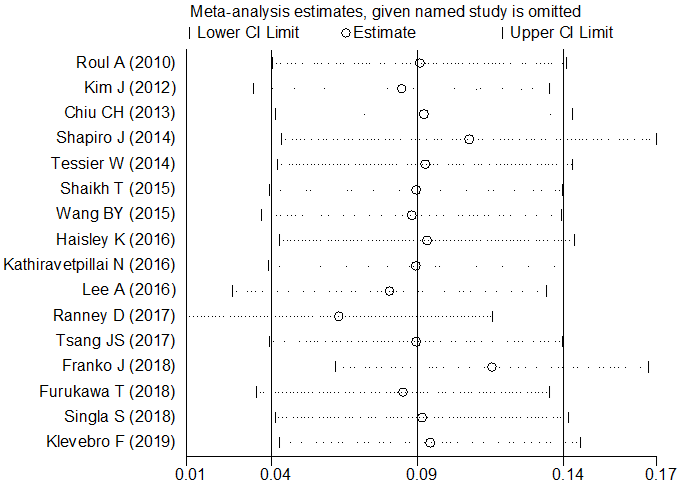 Meta-analysis estimates, given named study is omitted
Lower CI Limit Estimate Upper CI Limit
Roul A (2010)
Kim J (2012)
Chiu CH (2013)
Shapiro J (2014)
Tessier W (2014)
Shaikh T (2015)
Wang BY (2015)
Haisley K (2016)
Kathiravetpillai N (2016)
Lee A (2016)
Ranney D (2017)
Tsang JS (2017)
Franko J (2018)
Furukawa T (2018)
Singla S (2018)
Klevebro F (2019)
0.01 0.04 0.09 0.14 0.17